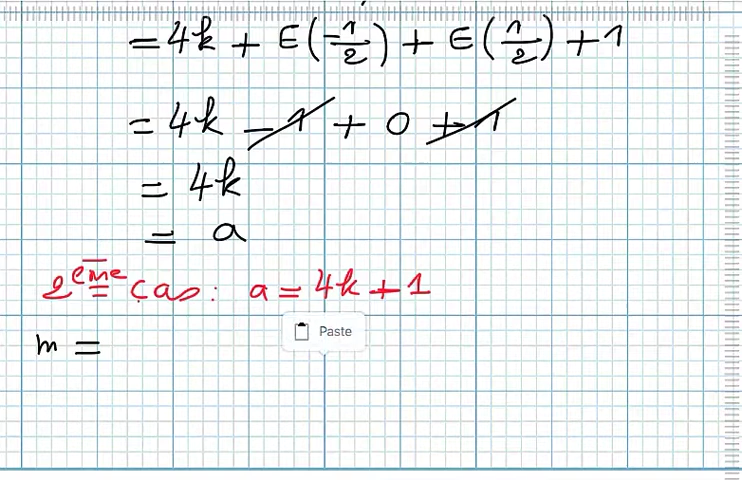 = 4k + E(-1/2) + E(1/2) + 1
= 4k - 1 + 0 + 1
= 4k
= a
2ème cas : a = 4k + 1
Paste
m =